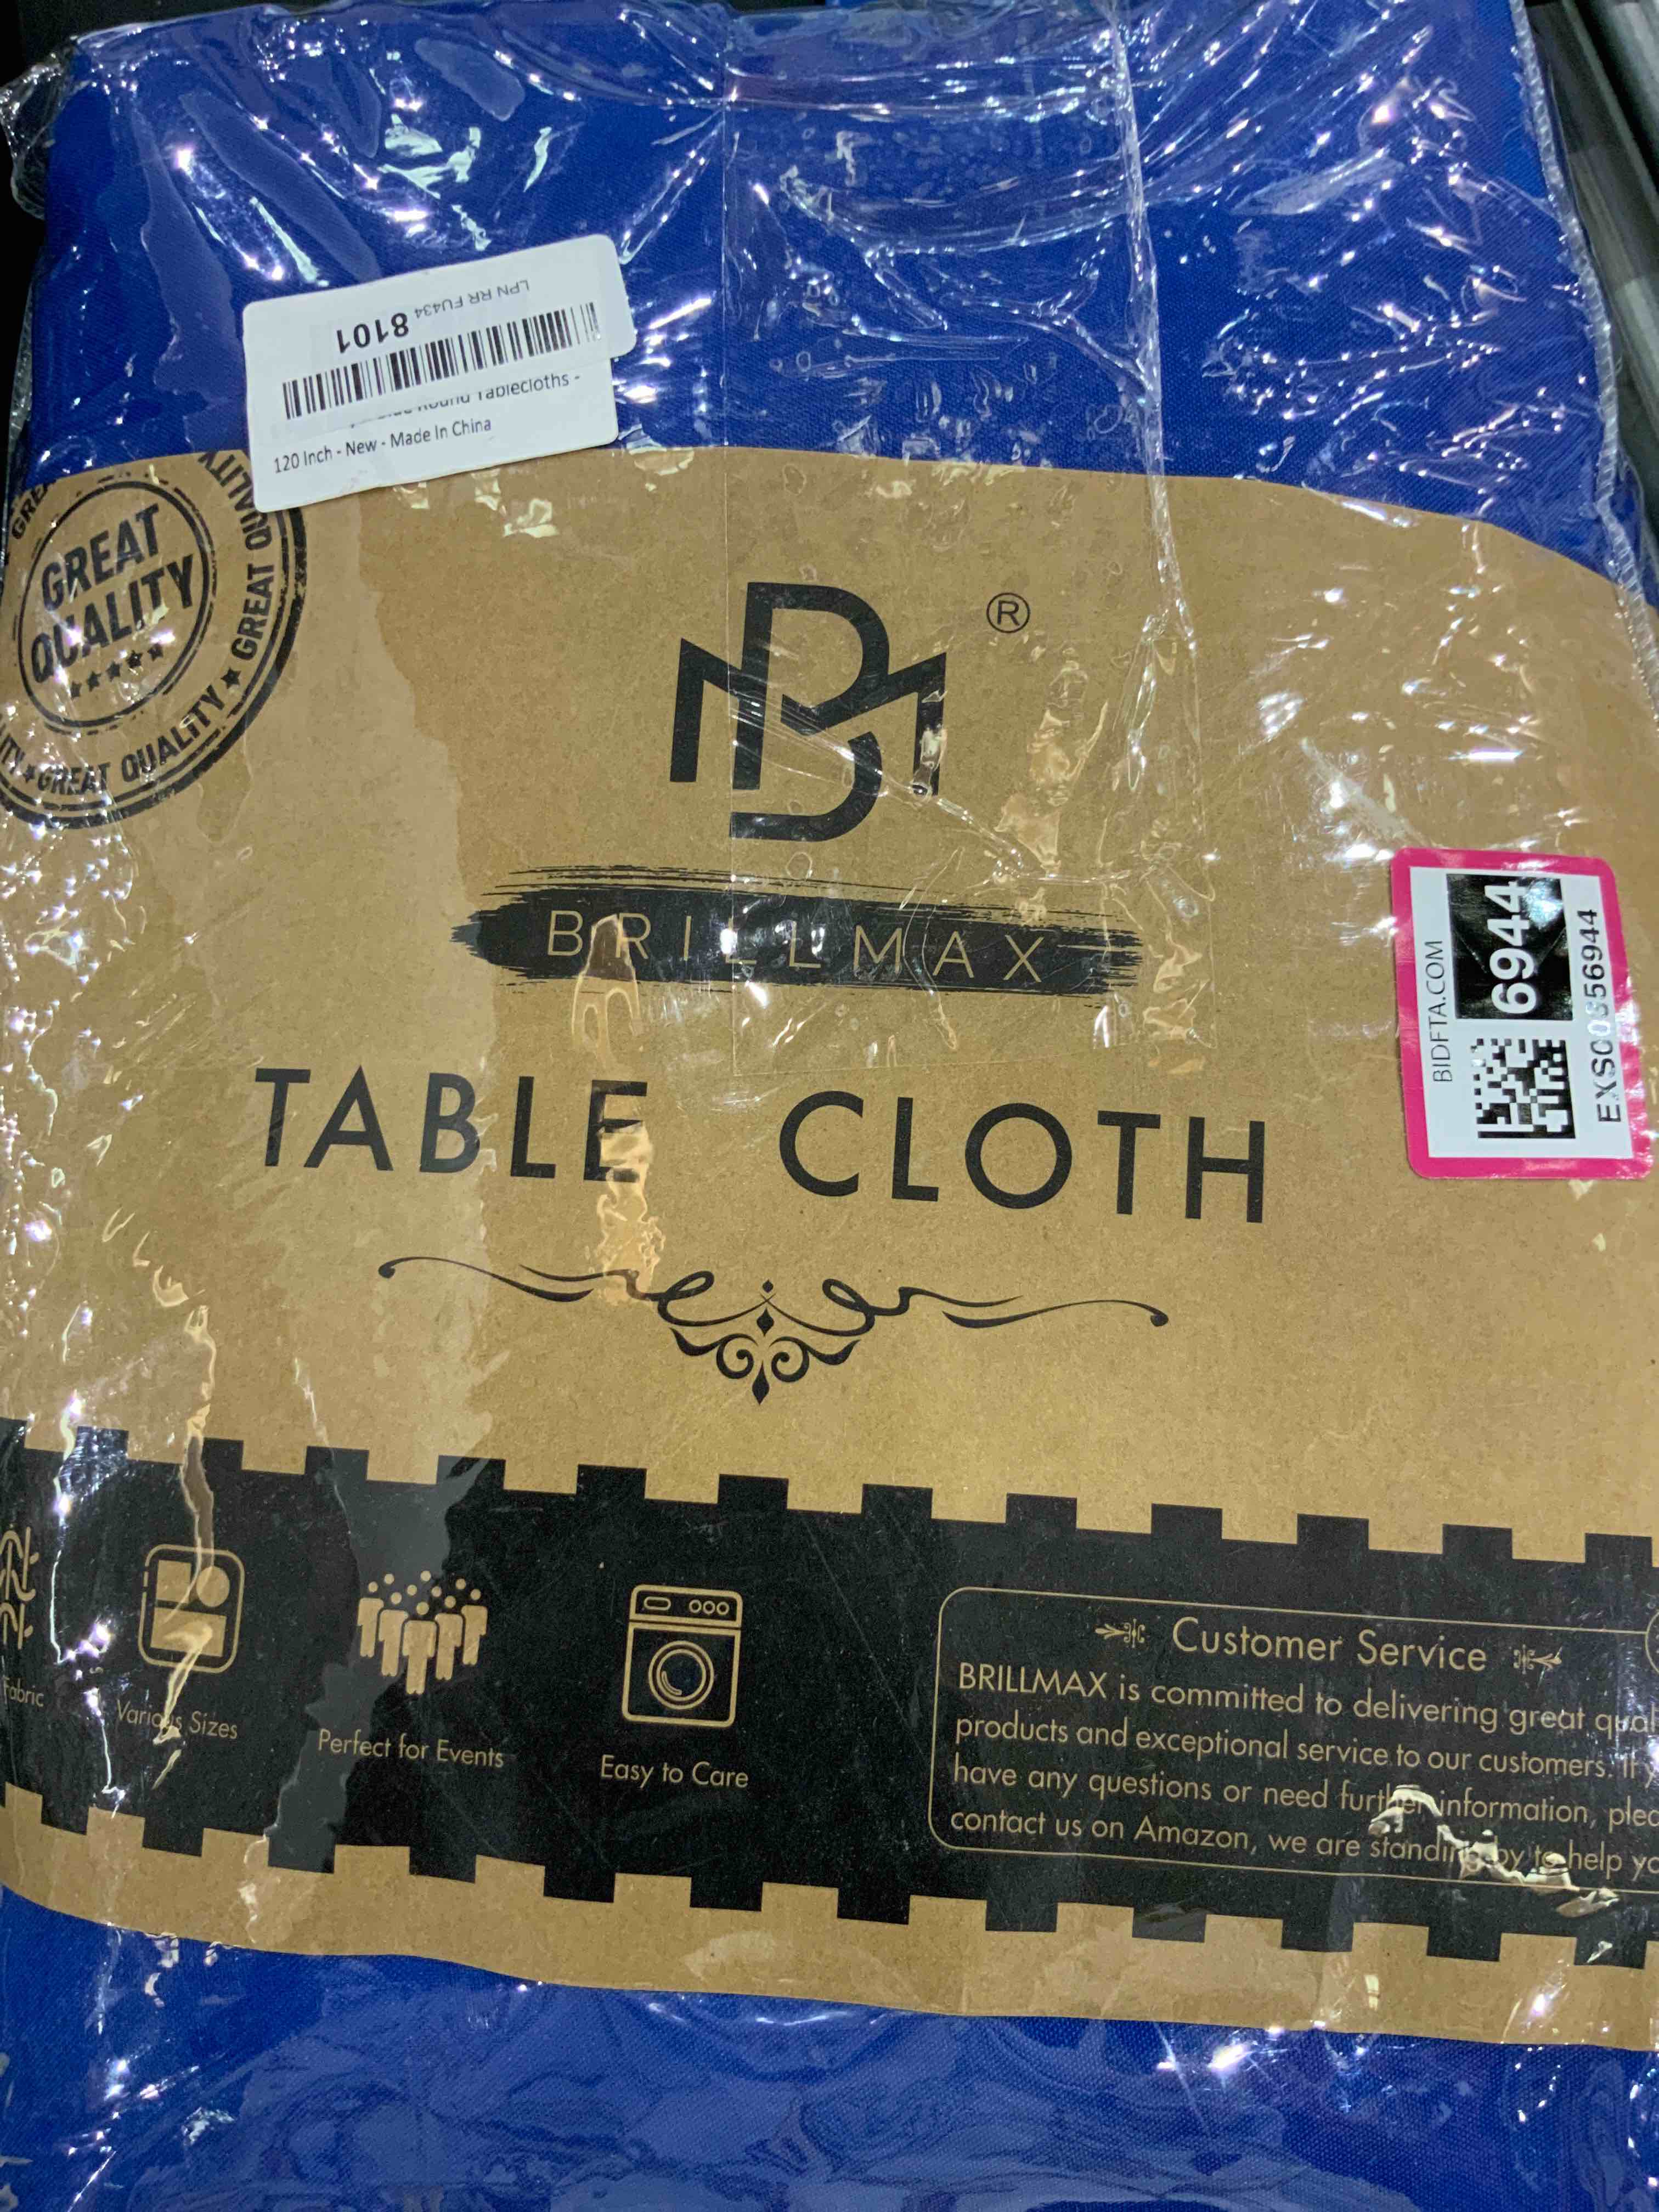 LPN RR FU434 8101
Round Tablecloths -
120 Inch - New - Made In China
GREAT
QUALITY
GREAT QUALITY ★ GREAT QUALITY
®
BRILLMAX
TABLE CLOTH
BIDFTA.COM
6944
EXS00356944
Fabric
Various Sizes
Perfect for Events
Easy to Care
Customer Service
BRILLMAX is committed to delivering great qual
products and exceptional service to our customers. If y
have any questions or need further information, plea
contact us on Amazon, we are standing by to help yo